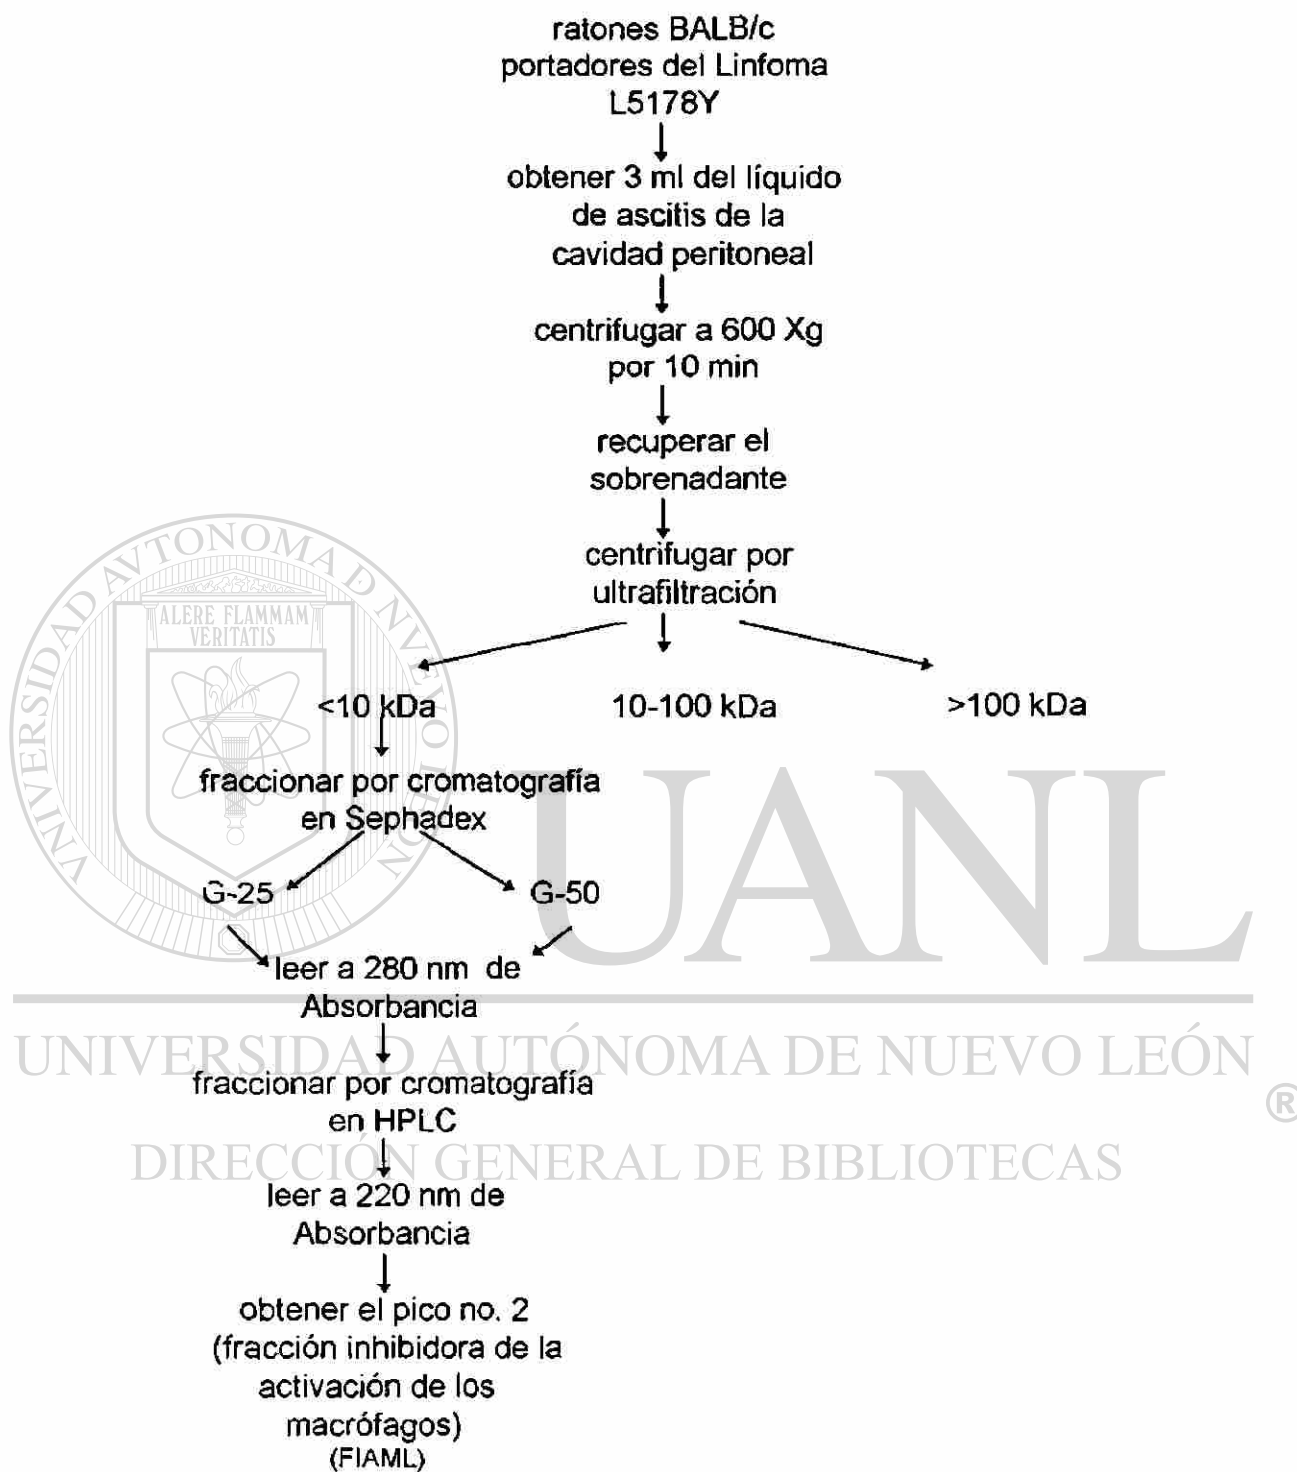 ratones BALB/c
portadores del Linfoma
L5178Y
obtener 3 ml del líquido
de ascitis de la
cavidad peritoneal
centrifugar a 600 Xg
por 10 min
recuperar el
sobrenadante
centrifugar por
ultrafiltración
<10 kDa 10-100 kDa >100 kDa
fraccionar por cromatografía
en Sephadex
G-25 G-50
leer a 280 nm de
Absorbancia
fraccionar por cromatografía
en HPLC
leer a 220 nm de
Absorbancia
obtener el pico no. 2
(fracción inhibidora de la
activación de los
macrófagos)
(FIAML)
VNIVERSIDAD AVTONOMA D NVEVO LEON
ALERE FLAMMAM
VERITATIS
UANL
UNIVERSIDAD AUTÓNOMA DE NUEVO LEÓN
®
DIRECCIÓN GENERAL DE BIBLIOTECAS